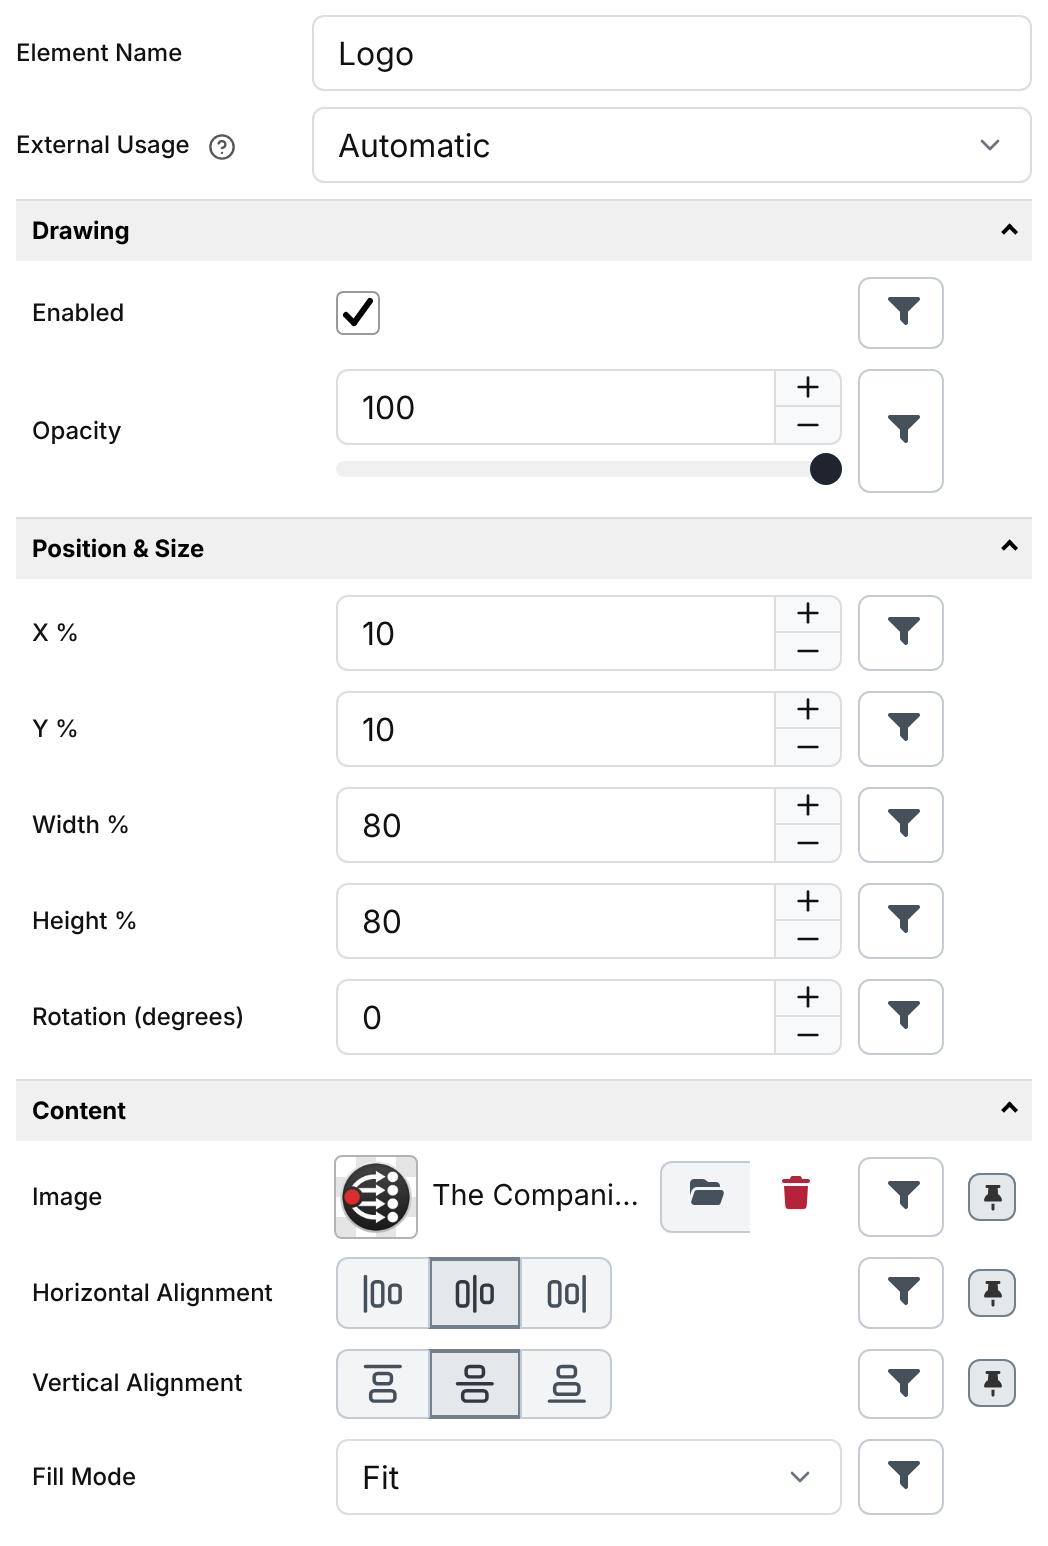 Element Name
Logo
External Usage
Automatic
Drawing
Enabled
Opacity
100
Position & Size
X %
10
Y %
10
Width %
80
Height %
80
Rotation (degrees)
0
Content
Image
The Compani...
Horizontal Alignment
Vertical Alignment
Fill Mode
Fit